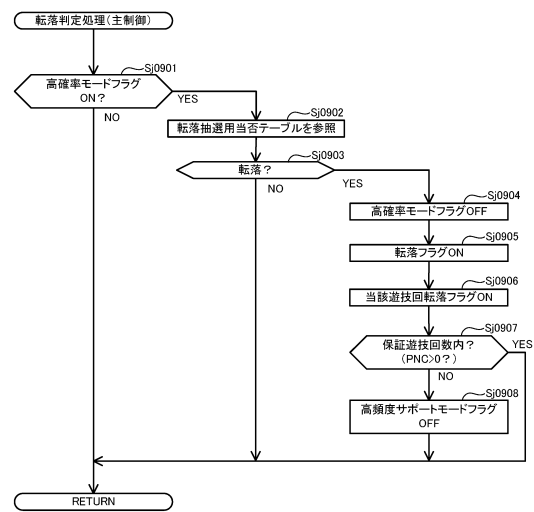 転落判定処理(主制御)
Sj0901
高確率モードフラグ
ON?
YES
NO
Sj0902
転落抽選用当否テーブルを参照
Sj0903
転落?
YES
NO
Sj0904
高確率モードフラグOFF
Sj0905
転落フラグON
Sj0906
当該遊技回転落フラグON
Sj0907
保証遊技回数内?
(PNC>0?)
YES
NO
Sj0908
高頻度サポートモードフラグ
OFF
RETURN